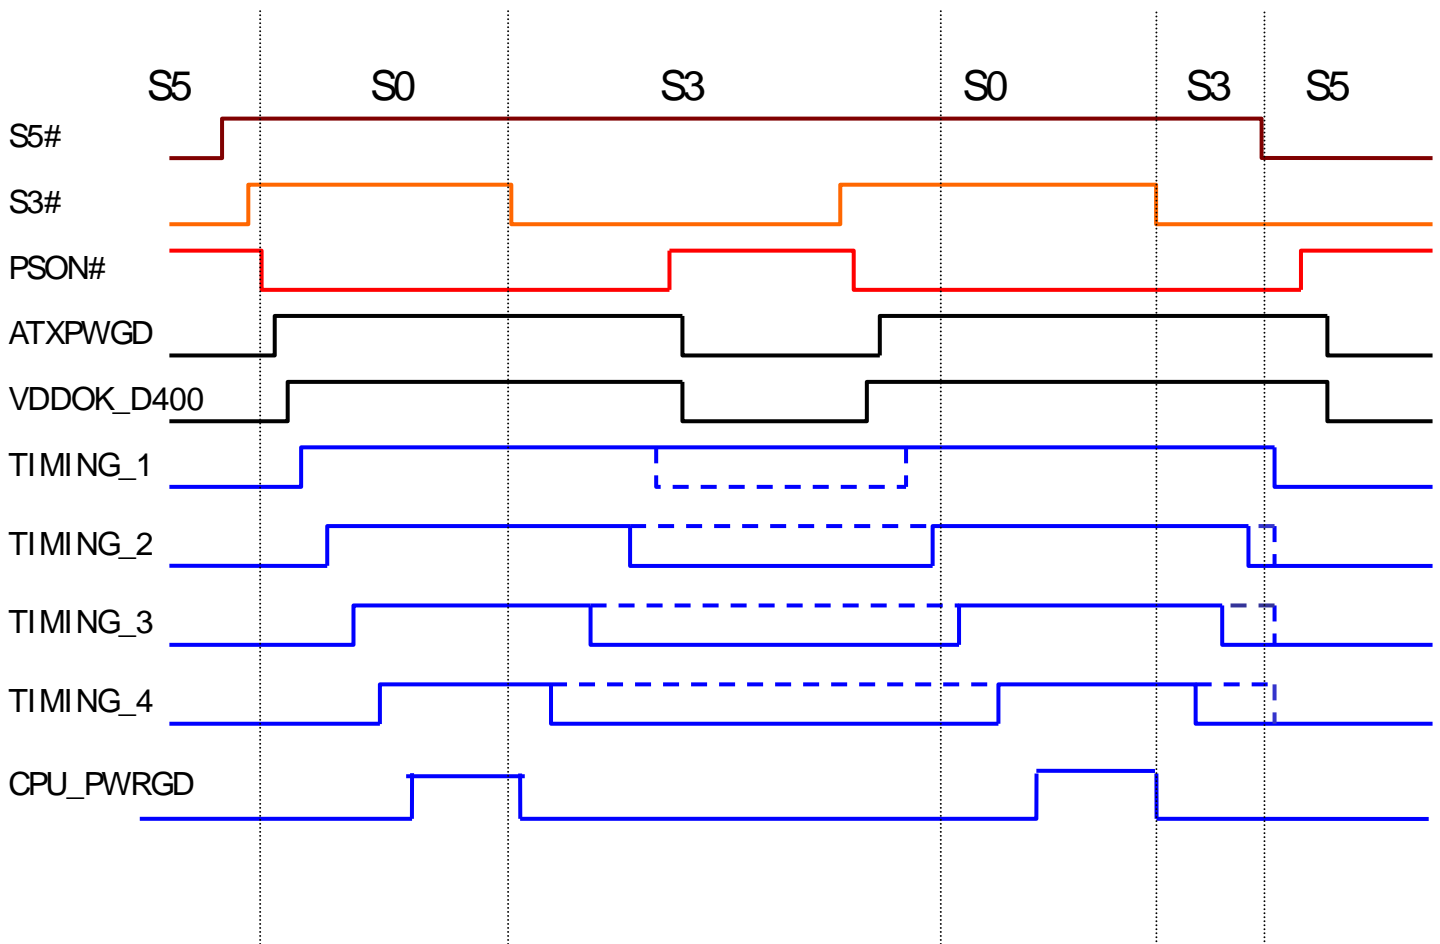 S5 S0 S3 S0 S3 S5
S5#
S3#
PSON#
ATXPWGD
VDDOK_D400
TIMING_1
TIMING_2
TIMING_3
TIMING_4
CPU_PWRGD